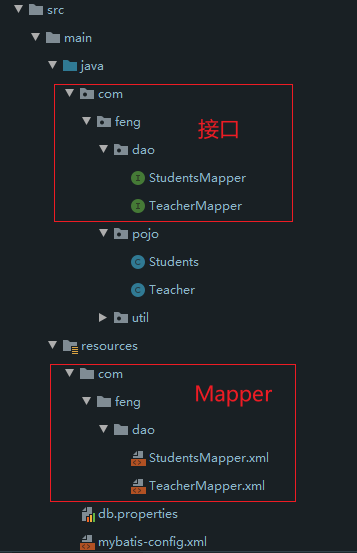 src
main
java
com
接口
feng
dao
StudentsMapper
TeacherMapper
pojo
Students
Teacher
util
resources
com
Mapper
feng
dao
StudentsMapper.xml
TeacherMapper.xml
db.properties
mybatis-config.xml